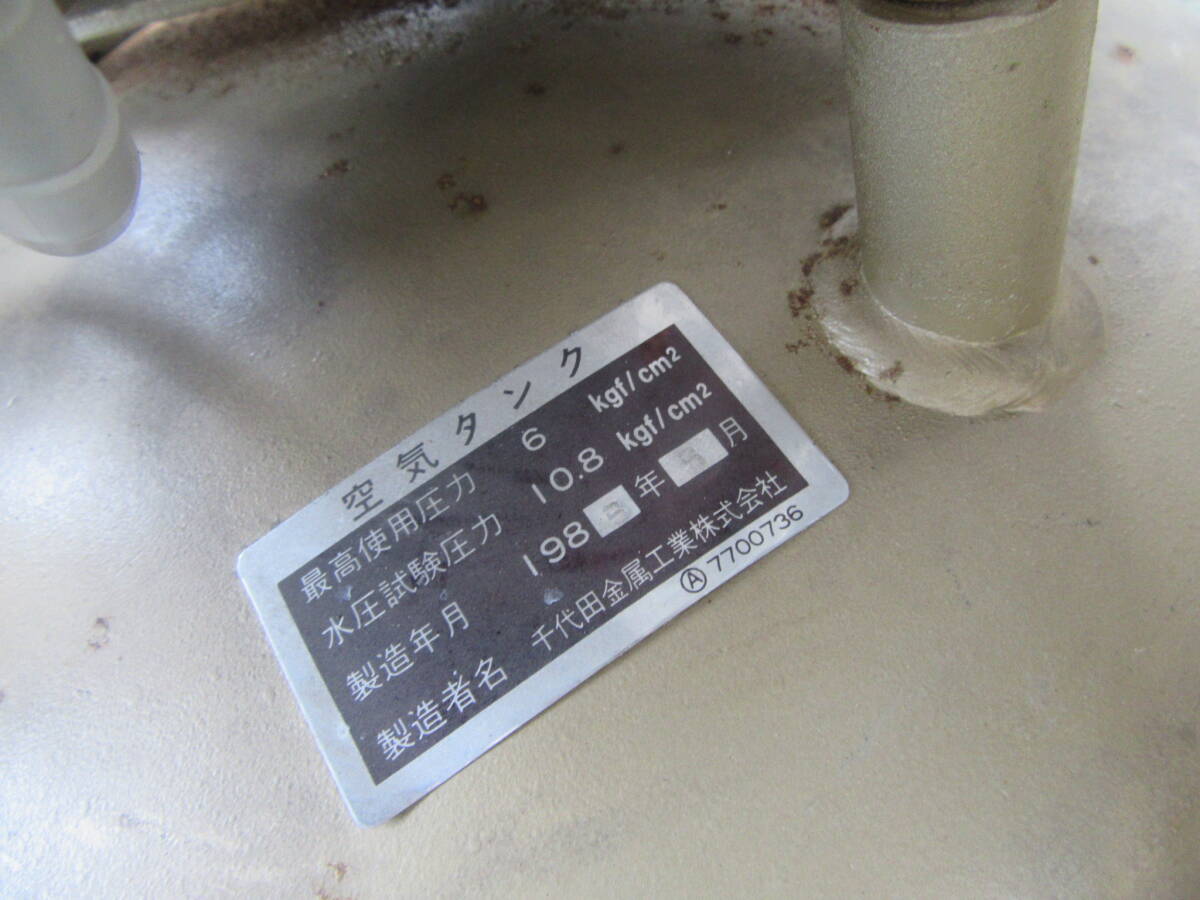 空気タンク
最高使用圧力 6 kgf/cm2
水圧試験圧力 10.8 kgf/cm2
製造年月 198 年 月
製造者名 千代田金属工業株式会社
Ⓐ7700736